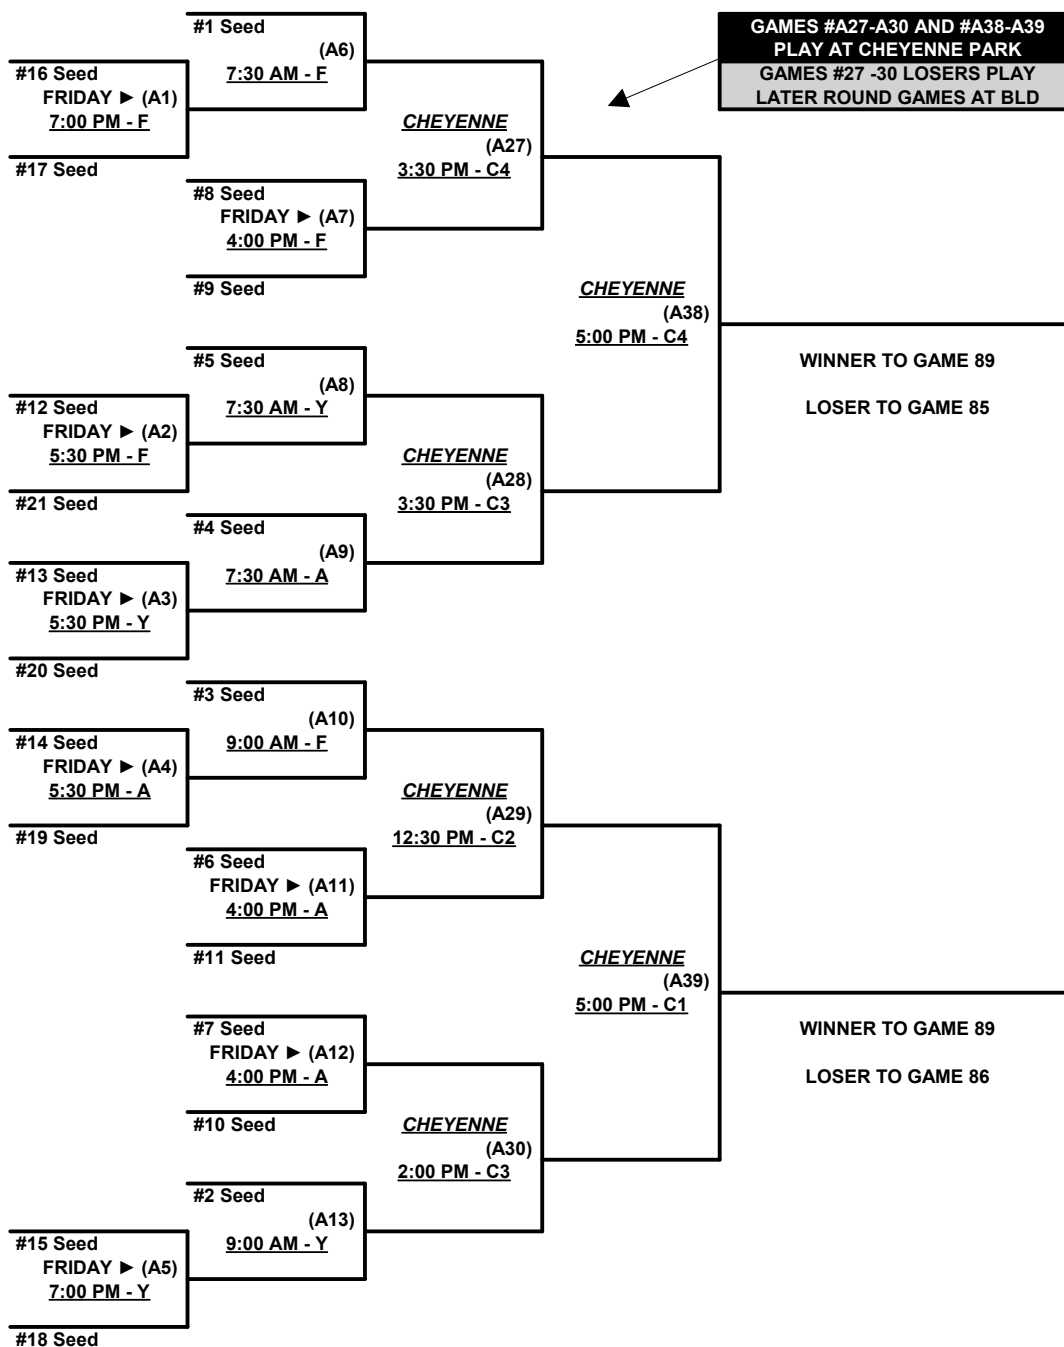 #1 Seed
(A6)
7:30 AM - F
GAMES #A27-A30 AND #A38-A39
PLAY AT CHEYENNE PARK
GAMES #27 -30 LOSERS PLAY
LATER ROUND GAMES AT BLD
#16 Seed
FRIDAY ► (A1)
7:00 PM - F
#17 Seed
CHEYENNE
(A27)
3:30 PM - C4
#8 Seed
FRIDAY ► (A7)
4:00 PM - F
#9 Seed
CHEYENNE
(A38)
5:00 PM - C4
WINNER TO GAME 89
LOSER TO GAME 85
#5 Seed
(A8)
7:30 AM - Y
#12 Seed
FRIDAY ► (A2)
5:30 PM - F
#21 Seed
CHEYENNE
(A28)
3:30 PM - C3
#4 Seed
(A9)
7:30 AM - A
#13 Seed
FRIDAY ► (A3)
5:30 PM - Y
#20 Seed
#3 Seed
(A10)
9:00 AM - F
#14 Seed
FRIDAY ► (A4)
5:30 PM - A
#19 Seed
CHEYENNE
(A29)
12:30 PM - C2
#6 Seed
FRIDAY ► (A11)
4:00 PM - A
#11 Seed
CHEYENNE
(A39)
5:00 PM - C1
WINNER TO GAME 89
LOSER TO GAME 86
#7 Seed
FRIDAY ► (A12)
4:00 PM - A
#10 Seed
CHEYENNE
(A30)
2:00 PM - C3
#2 Seed
(A13)
9:00 AM - Y
#15 Seed
FRIDAY ► (A5)
7:00 PM - Y
#18 Seed